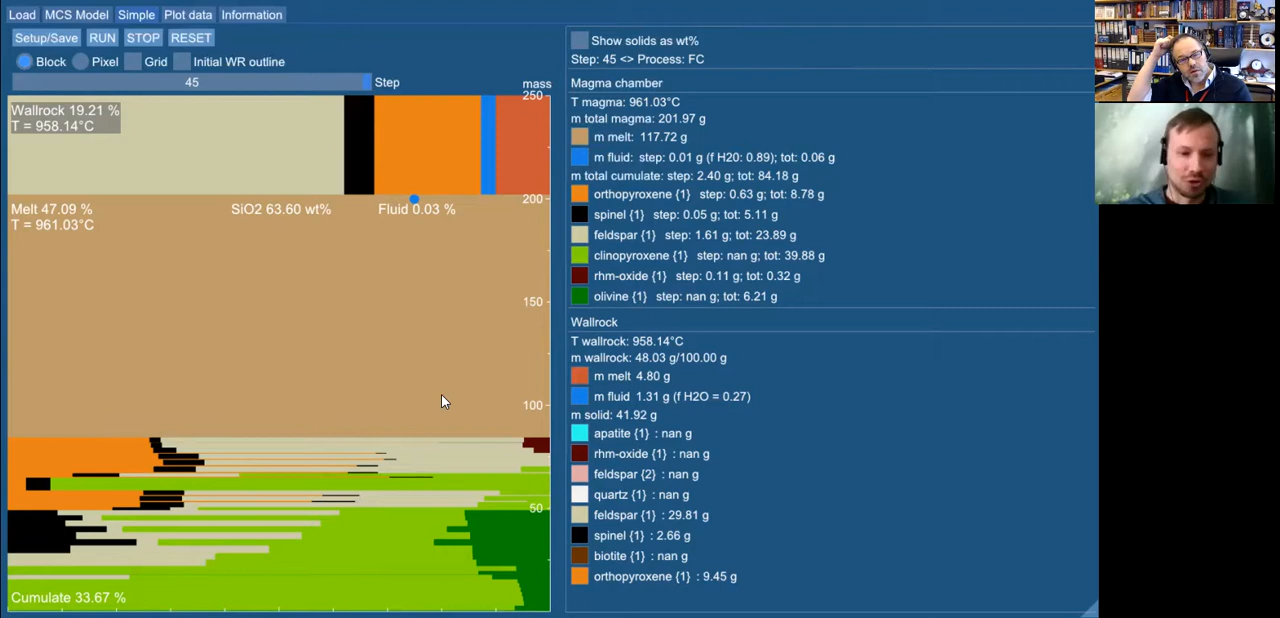 Load MCS Model Simple Plot data Information
Setup/Save RUN STOP RESET
Block Pixel Grid Initial WR outline
45 Step
mass
250
Wallrock 19.21 %
T = 958.14°C
200
Melt 47.09 % SiO2 63.60 wt% Fluid 0.03 %
T = 961.03°C
150
100
50
Cumulate 33.67 %
Show solids as wt%
Step: 45 <> Process: FC
Magma chamber
T magma: 961.03°C
m total magma: 201.97 g
m melt: 117.72 g
m fluid: step: 0.01 g (f H20: 0.89); tot: 0.06 g
m total cumulate: step: 2.40 g; tot: 84.18 g
orthopyroxene {1} step: 0.63 g; tot: 8.78 g
spinel {1} step: 0.05 g; tot: 5.11 g
feldspar {1} step: 1.61 g; tot: 23.89 g
clinopyroxene {1} step: nan g; tot: 39.88 g
rhm-oxide {1} step: 0.11 g; tot: 0.32 g
olivine {1} step: nan g; tot: 6.21 g
Wallrock
T wallrock: 958.14°C
m wallrock: 48.03 g/100.00 g
m melt 4.80 g
m fluid 1.31 g (f H2O = 0.27)
m solid: 41.92 g
apatite {1} : nan g
rhm-oxide {1} : nan g
feldspar {2} : nan g
quartz {1} : nan g
feldspar {1} : 29.81 g
spinel {1} : 2.66 g
biotite {1} : nan g
orthopyroxene {1} : 9.45 g